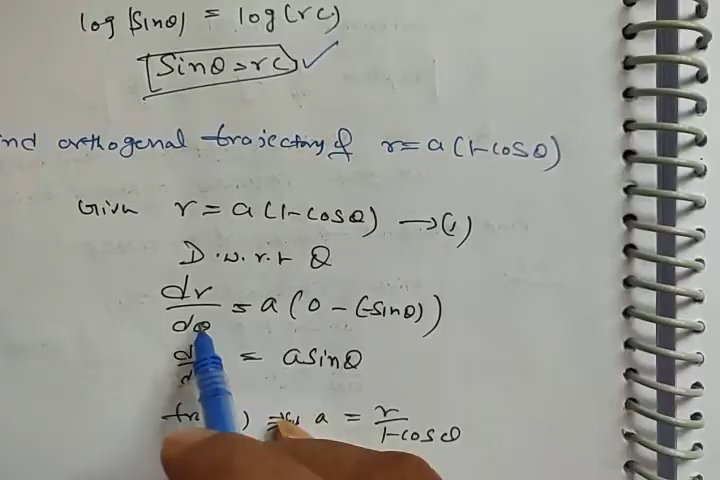 log |sinθ| = log(rc)
sinθ = rc ✓
ind orthogonal trajectory of r = a(1-cosθ)
Given r = a(1-cosθ) → (1)
D.w.r.t θ
dr/dθ = a(0-(-sinθ))
d = a sinθ
) ⇒ a = r/1-cosθ